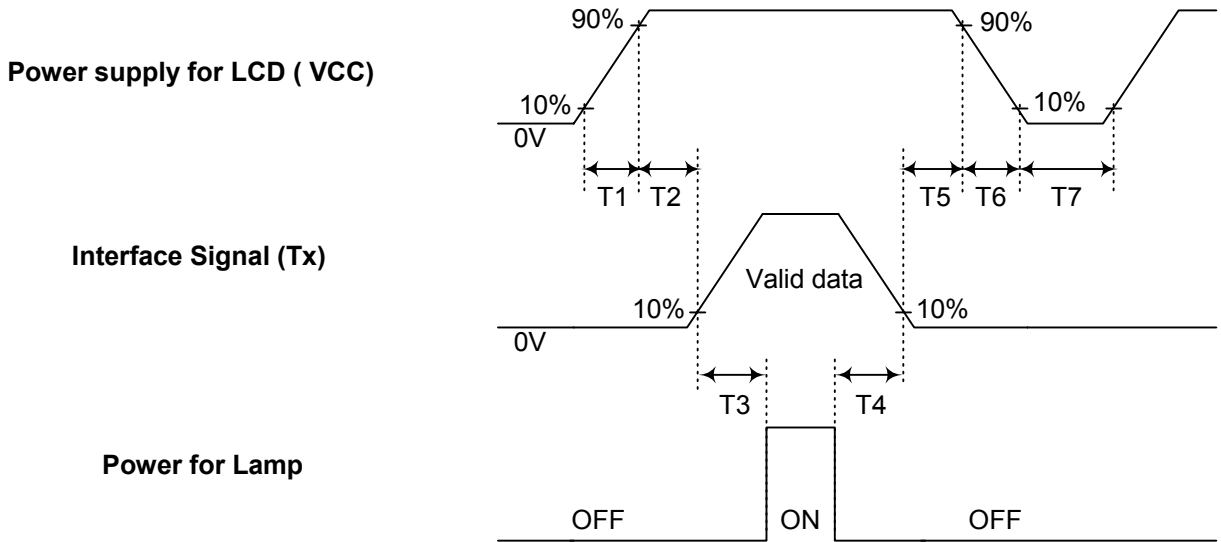 90%
90%
Power supply for LCD ( VCC)
10%
10%
0V
T1
T2
T5
T6
T7
Interface Signal (Tx)
Valid data
10%
10%
0V
T3
T4
Power for Lamp
OFF
ON
OFF